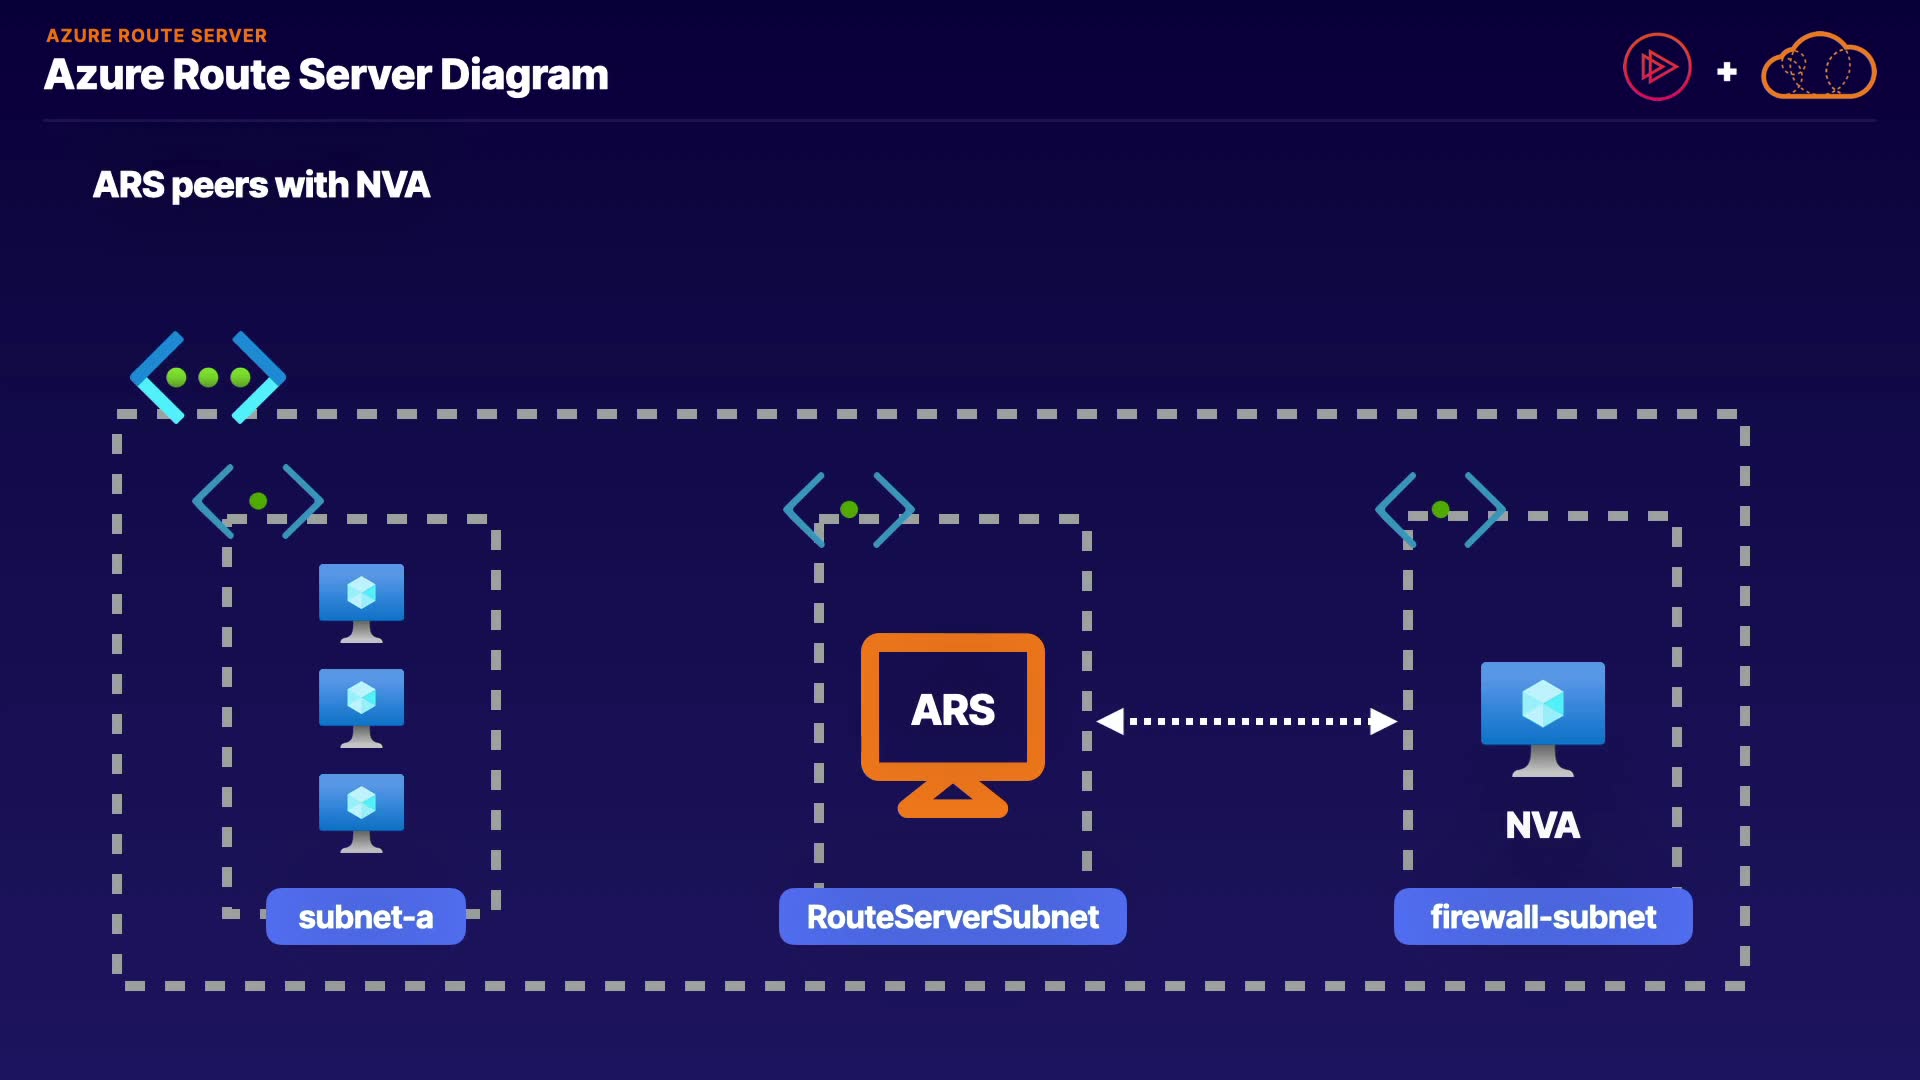 AZURE ROUTE SERVER
Azure Route Server Diagram
ARS peers with NVA
ARS
NVA
subnet-a
RouteServerSubnet
firewall-subnet